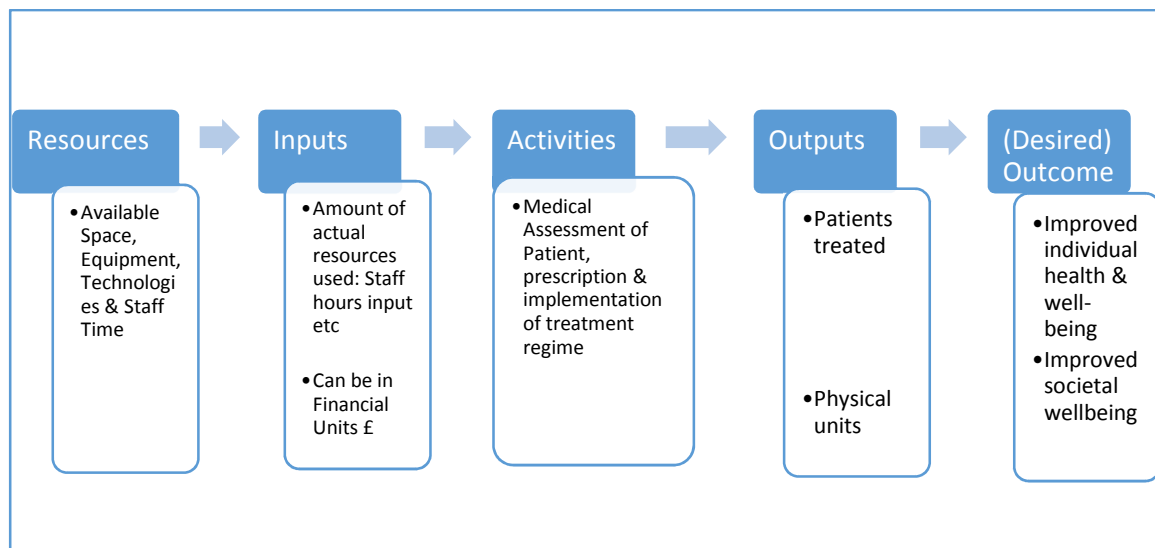 Resources
•Available
Space,
Equipment,
Technologi
es & Staff
Time
Inputs
•Amount of
actual
resources
used: Staff
hours input
etc
•Can be in
Financial
Units £
Activities
•Medical
Assessment of
Patient,
prescription &
implementation
of treatment
regime
Outputs
•Patients
treated
•Physical
units
(Desired)
Outcome
•Improved
individual
health &
well-
being
•Improved
societal
wellbeing